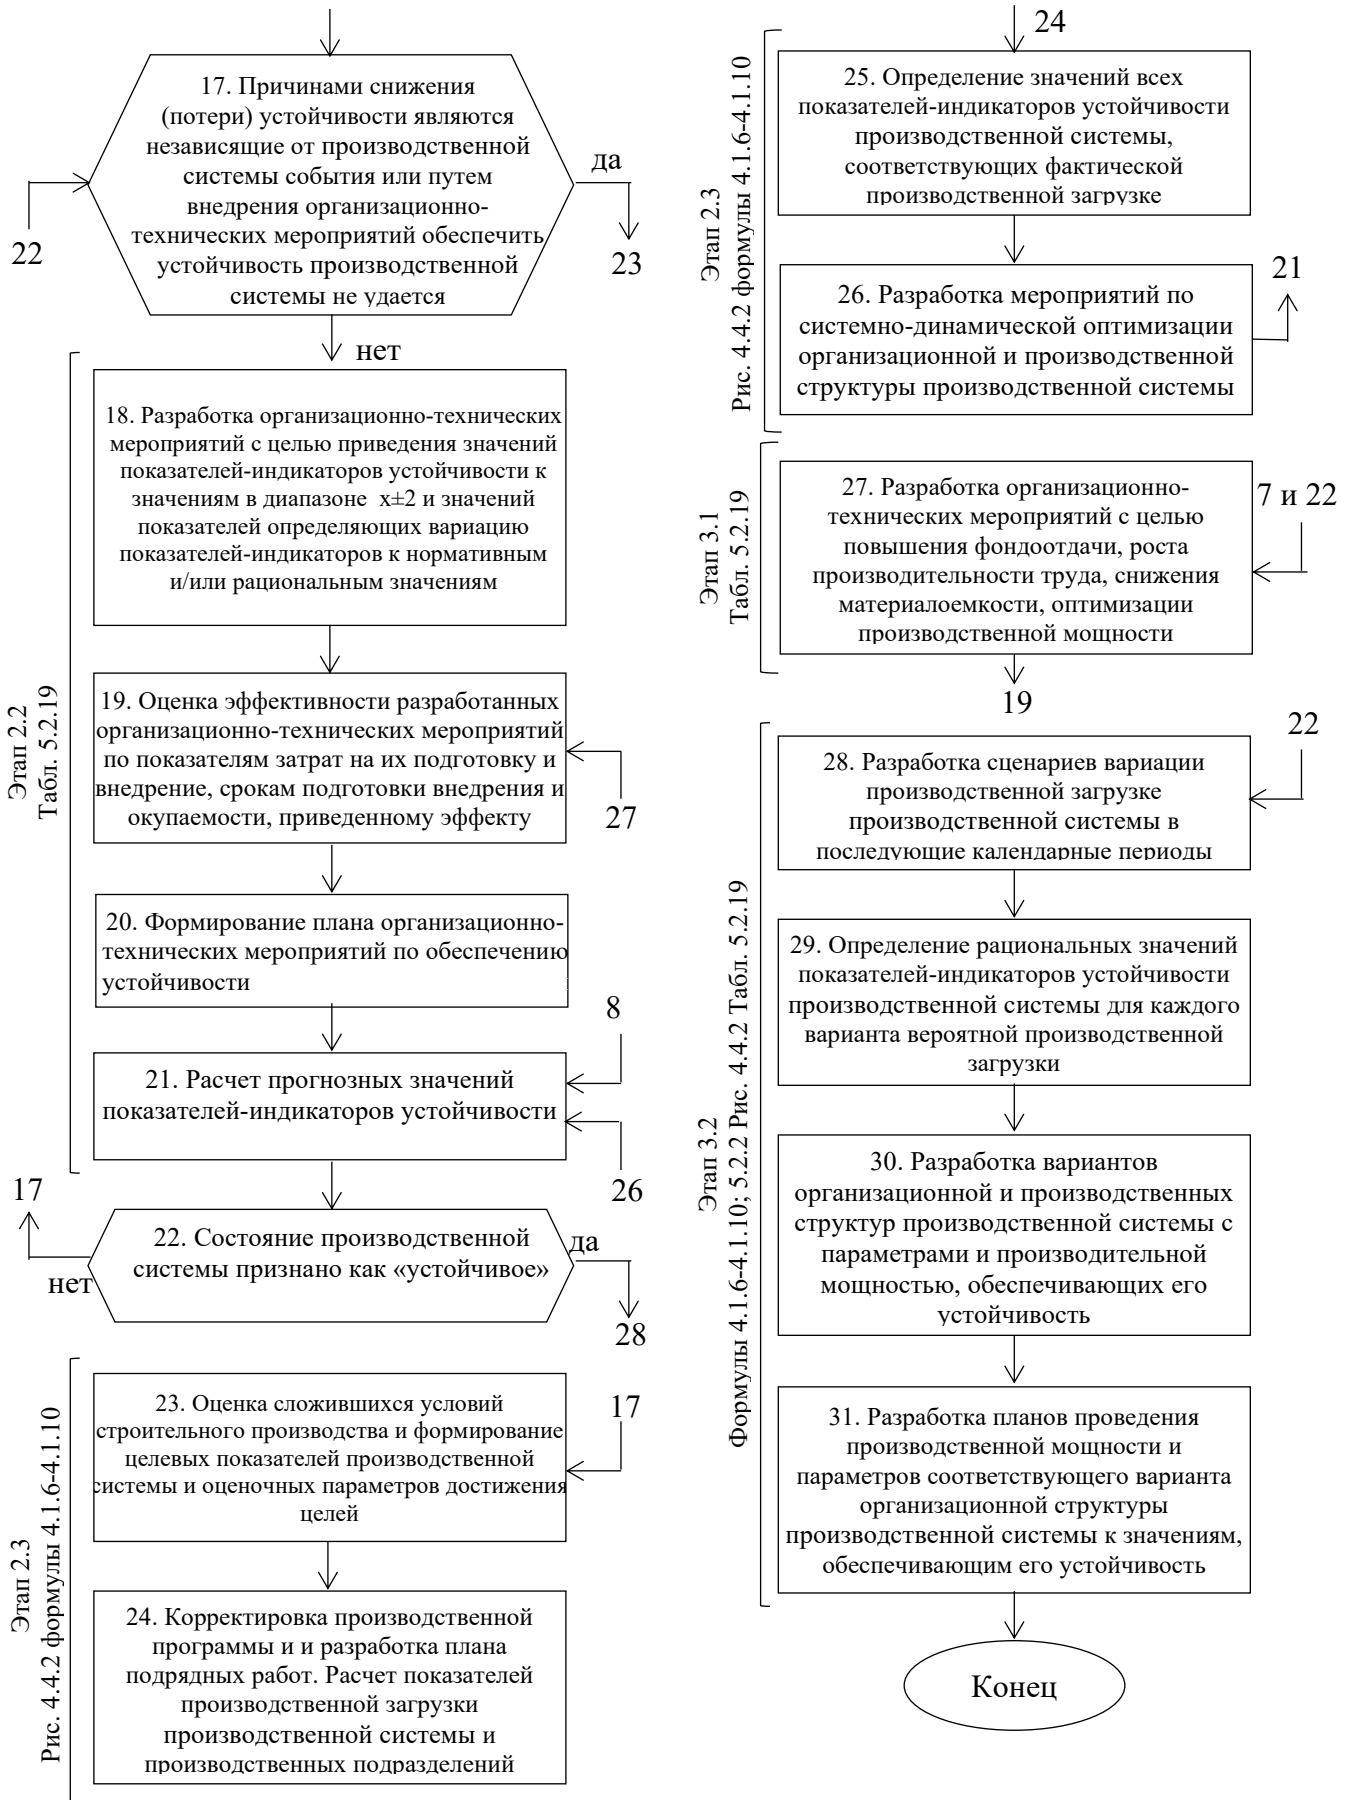 17. Причинами снижения
(потери) устойчивости являются
независящие от производственной
системы события или путем
внедрения организационно-
технических мероприятий обеспечить
устойчивость производственной
системы не удается
да
22
23
нет
Этап 2.2
Табл. 5.2.19
18. Разработка организационно-технических
мероприятий с целью приведения значений
показателей-индикаторов устойчивости к
значениям в диапазоне x±2 и значений
показателей определяющих вариацию
показателей-индикаторов к нормативным
и/или рациональным значениям
19. Оценка эффективности разработанных
организационно-технических мероприятий
по показателям затрат на их подготовку и
внедрение, срокам подготовки внедрения и
окупаемости, приведенному эффекту
27
20. Формирование плана организационно-
технических мероприятий по обеспечению
устойчивости
8
21. Расчет прогнозных значений
показателей-индикаторов устойчивости
26
17
22. Состояние производственной
системы признано как «устойчивое»
да
нет
28
Этап 2.3
Рис. 4.4.2 формулы 4.1.6-4.1.10
23. Оценка сложившихся условий
строительного производства и формирование
целевых показателей производственной
системы и оценочных параметров достижения
целей
17
24. Корректировка производственной
программы и и разработка плана
подрядных работ. Расчет показателей
производственной загрузки
производственной системы и
производственных подразделений
24
Этап 2.3
Рис. 4.4.2 формулы 4.1.6-4.1.10
25. Определение значений всех
показателей-индикаторов устойчивости
производственной системы,
соответствующих фактической
производственной загрузке
21
26. Разработка мероприятий по
системно-динамической оптимизации
организационной и производственной
структуры производственной системы
Этап 3.1
Табл. 5.2.19
27. Разработка организационно-
технических мероприятий с целью
повышения фондоотдачи, роста
производительности труда, снижения
материалоемкости, оптимизации
производственной мощности
7 и 22
19
22
Этап 3.2
Формулы 4.1.6-4.1.10; 5.2.2 Рис. 4.4.2 Табл. 5.2.19
28. Разработка сценариев вариации
производственной загрузке
производственной системы в
последующие календарные периоды
29. Определение рациональных значений
показателей-индикаторов устойчивости
производственной системы для каждого
варианта вероятной производственной
загрузки
30. Разработка вариантов
организационной и производственных
структур производственной системы с
параметрами и производительной
мощностью, обеспечивающих его
устойчивость
31. Разработка планов проведения
производственной мощности и
параметров соответствующего варианта
организационной структуры
производственной системы к значениям,
обеспечивающим его устойчивость
Конец